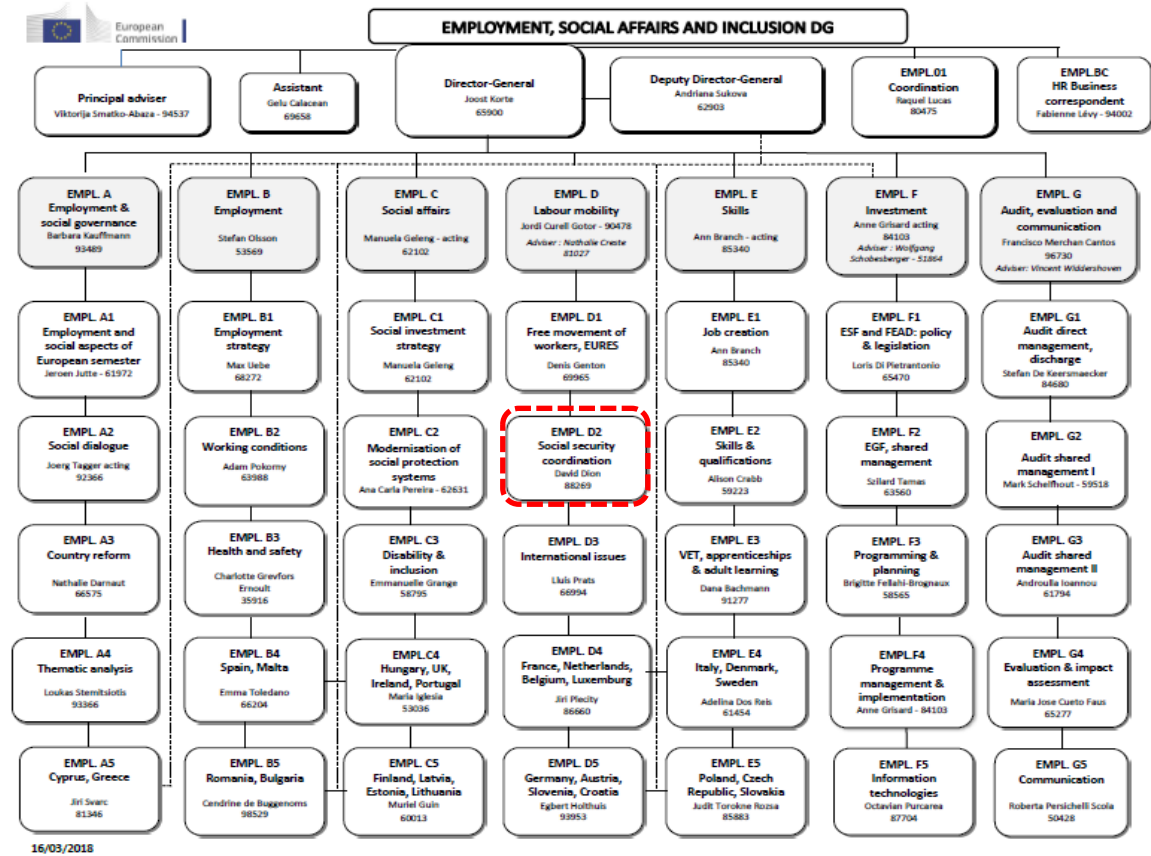 European
Commission
EMPLOYMENT, SOCIAL AFFAIRS AND INCLUSION DG
Principal adviser
Viktorija Smatko-Abaza - 94537
Assistant
Gelu Calacean
69658
Director-General
Joost Korte
65900
Deputy Director-General
Andriana Sukova
62903
EMPL.01
Coordination
Raquel Lucas
80475
EMPL.BC
HR Business
correspondent
Fabienne Lévy - 94002
EMPL. A
Employment &
social governance
Barbara Kauffmann
93489
EMPL. B
Employment
Stefan Olsson
53569
EMPL. C
Social affairs
Manuela Geleng - acting
62102
EMPL. D
Labour mobility
Jordi Curell Gotor - 90478
Adviser : Nathalie Creste
81027
EMPL. E
Skills
Ann Branch - acting
85340
EMPL. F
Investment
Anne Grisard acting
84103
Adviser : Wolfgang
Schobesberger - 51864
EMPL. G
Audit, evaluation and
communication
Francisco Merchan Cantos
96730
Adviser: Vincent Widdershoven
EMPL. A1
Employment and
social aspects of
European semester
Jeroen Jutte - 61972
EMPL. B1
Employment
strategy
Max Uebe
68272
EMPL. C1
Social investment
strategy
Manuela Geleng
62102
EMPL. D1
Free movement of
workers, EURES
Denis Genton
69965
EMPL. E1
Job creation
Ann Branch
85340
EMPL. F1
ESF and FEAD: policy
& legislation
Loris Di Pietrantonio
65470
EMPL. G1
Audit direct
management,
discharge
Stefan De Keersmaecker
84680
EMPL. A2
Social dialogue
Joerg Tagger acting
92366
EMPL. B2
Working conditions
Adam Pokorny
63988
EMPL. C2
Modernisation of
social protection
systems
Ana Carla Pereira - 62631
EMPL. D2
Social security
coordination
David Dion
88269
EMPL. E2
Skills &
qualifications
Alison Crabb
59223
EMPL. F2
EGF, shared
management
Szilard Tamas
63560
EMPL. G2
Audit shared
management I
Mark Schelfhout - 59518
EMPL. A3
Country reform
Nathalie Darnaut
66575
EMPL. B3
Health and safety
Charlotte Grevfors
Ernoult
35916
EMPL. C3
Disability &
inclusion
Emmanuelle Grange
58795
EMPL. D3
International issues
Lluis Prats
66994
EMPL. E3
VET, apprenticeships
& adult learning
Dana Bachmann
91277
EMPL. F3
Programming &
planning
Brigitte Fellahi-Brognaux
58565
EMPL. G3
Audit shared
management II
Androulla Ioannou
61794
EMPL. A4
Thematic analysis
Loukas Stemitsiotis
93366
EMPL. B4
Spain, Malta
Emma Toledano
66204
EMPL.C4
Hungary, UK,
Ireland, Portugal
Maria Iglesia
53036
EMPL. D4
France, Netherlands,
Belgium, Luxemburg
Jiri Plecity
86660
EMPL. E4
Italy, Denmark,
Sweden
Adelina Dos Reis
61454
EMPL.F4
Programme
management &
implementation
Anne Grisard - 84103
EMPL. G4
Evaluation & impact
assessment
Maria Jose Cueto Faus
65277
EMPL. A5
Cyprus, Greece
Jiri Svarc
81346
EMPL. B5
Romania, Bulgaria
Cendrine de Buggenoms
98529
EMPL. C5
Finland, Latvia,
Estonia, Lithuania
Muriel Guin
60013
EMPL. D5
Germany, Austria,
Slovenia, Croatia
Egbert Holthuis
93953
EMPL. E5
Poland, Czech
Republic, Slovakia
Judit Torokne Rozsa
85883
EMPL. F5
Information
technologies
Octavian Purcarea
87704
EMPL. G5
Communication
Roberta Persichelli Scola
50428
16/03/2018